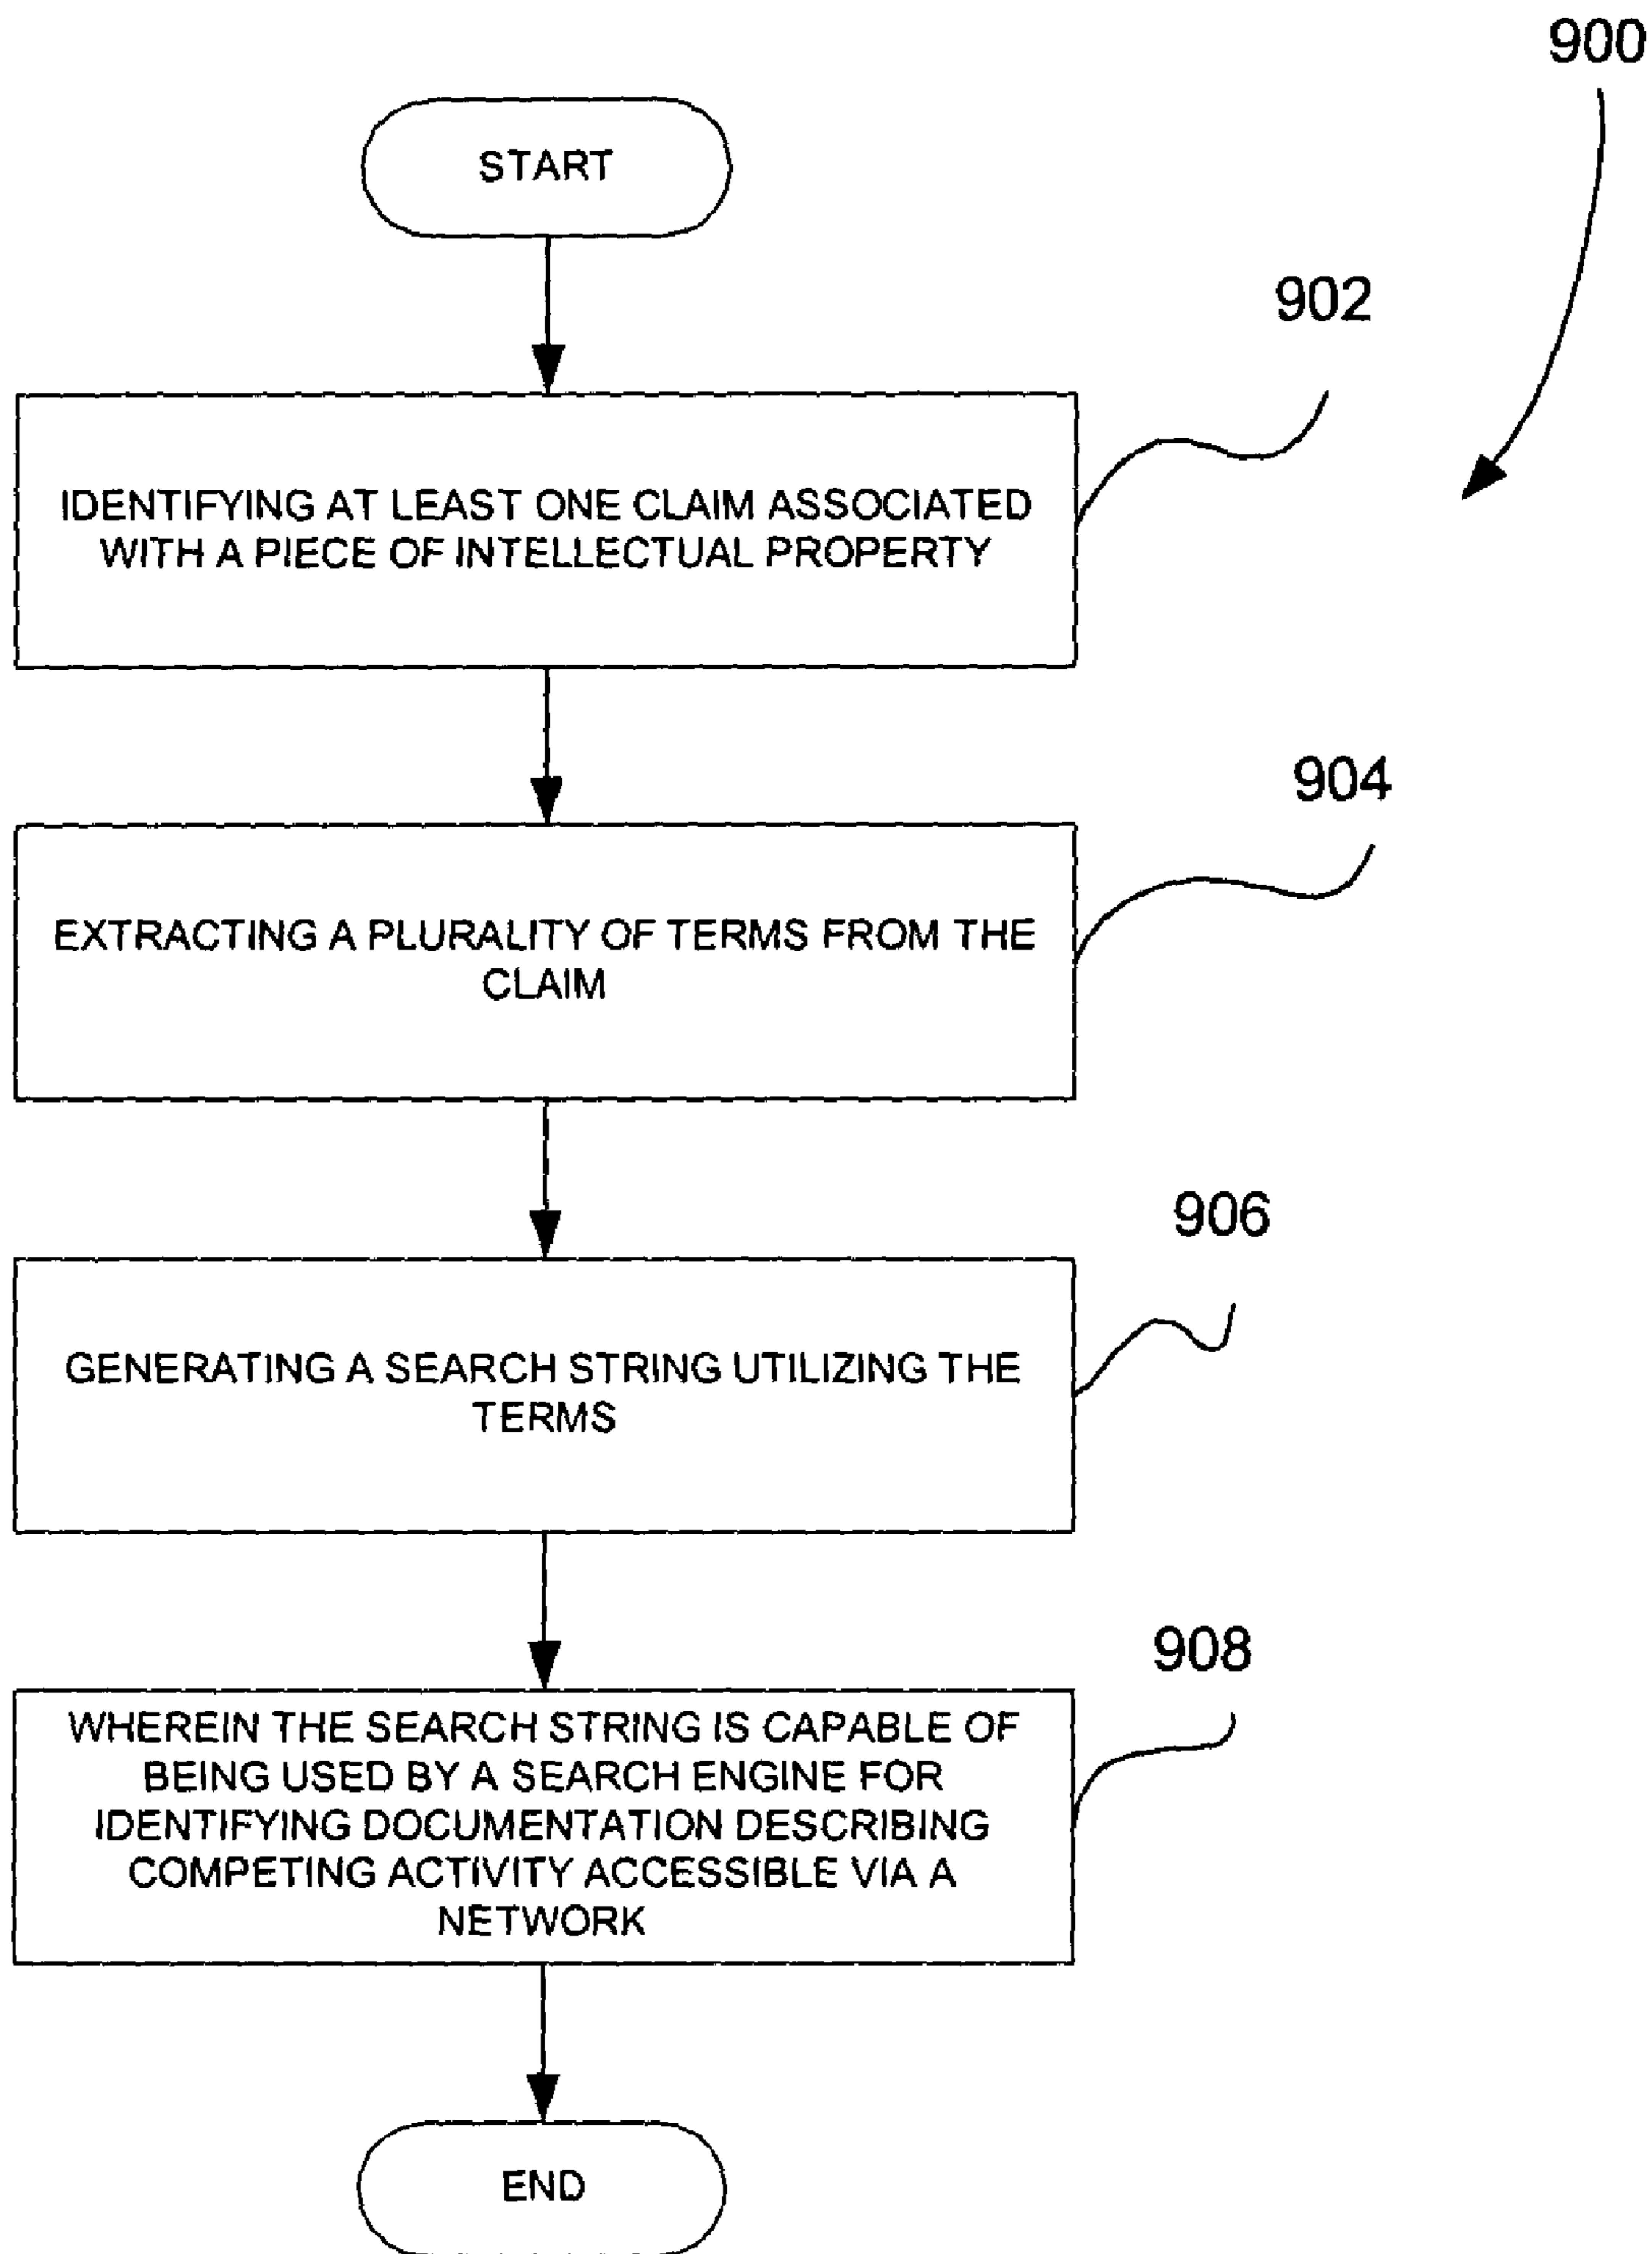 900
START
902
IDENTIFYING AT LEAST ONE CLAIM ASSOCIATED
WITH A PIECE OF INTELLECTUAL PROPERTY
904
EXTRACTING A PLURALITY OF TERMS FROM THE
CLAIM
906
GENERATING A SEARCH STRING UTILIZING THE
TERMS
908
WHEREIN THE SEARCH STRING IS CAPABLE OF
BEING USED BY A SEARCH ENGINE FOR
IDENTIFYING DOCUMENTATION DESCRIBING
COMPETING ACTIVITY ACCESSIBLE VIA A
NETWORK
END